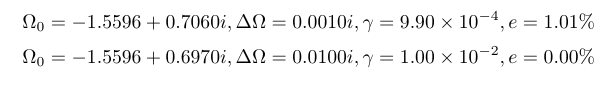 Ω₀ = −1.5596 + 0.7060i, ΔΩ = 0.0010i, γ = 9.90 × 10⁻⁴, e = 1.01%
Ω₀ = −1.5596 + 0.6970i, ΔΩ = 0.0100i, γ = 1.00 × 10⁻², e = 0.00%